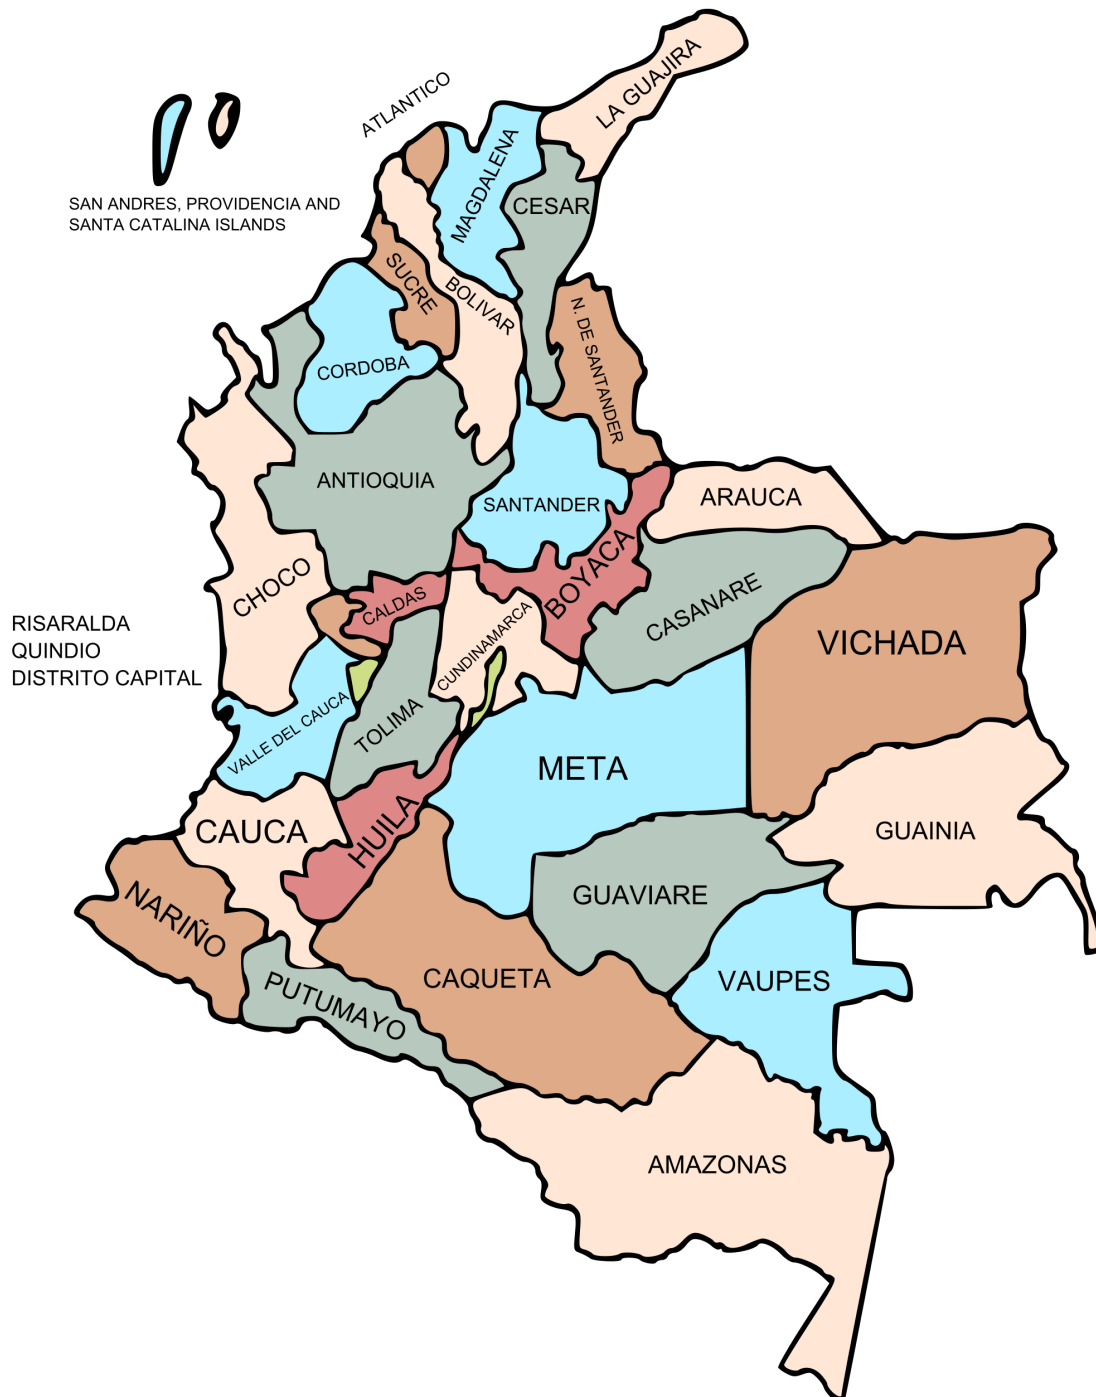 LA GUAJIRA
ATLANTICO
MAGDALENA
CESAR
SAN ANDRES, PROVIDENCIA AND
SANTA CATALINA ISLANDS
SUCRE
BOLIVAR
N. DE SANTANDER
CORDOBA
ANTIOQUIA
SANTANDER
ARAUCA
CHOCO
CALDAS
BOYACA
CASANARE
CUNDINAMARCA
VICHADA
RISARALDA
QUINDIO
DISTRITO CAPITAL
VALLE DEL CAUCA
TOLIMA
META
CAUCA
HUILA
GUAINIA
NARIÑO
GUAVIARE
CAQUETA
VAUPES
PUTUMAYO
AMAZONAS